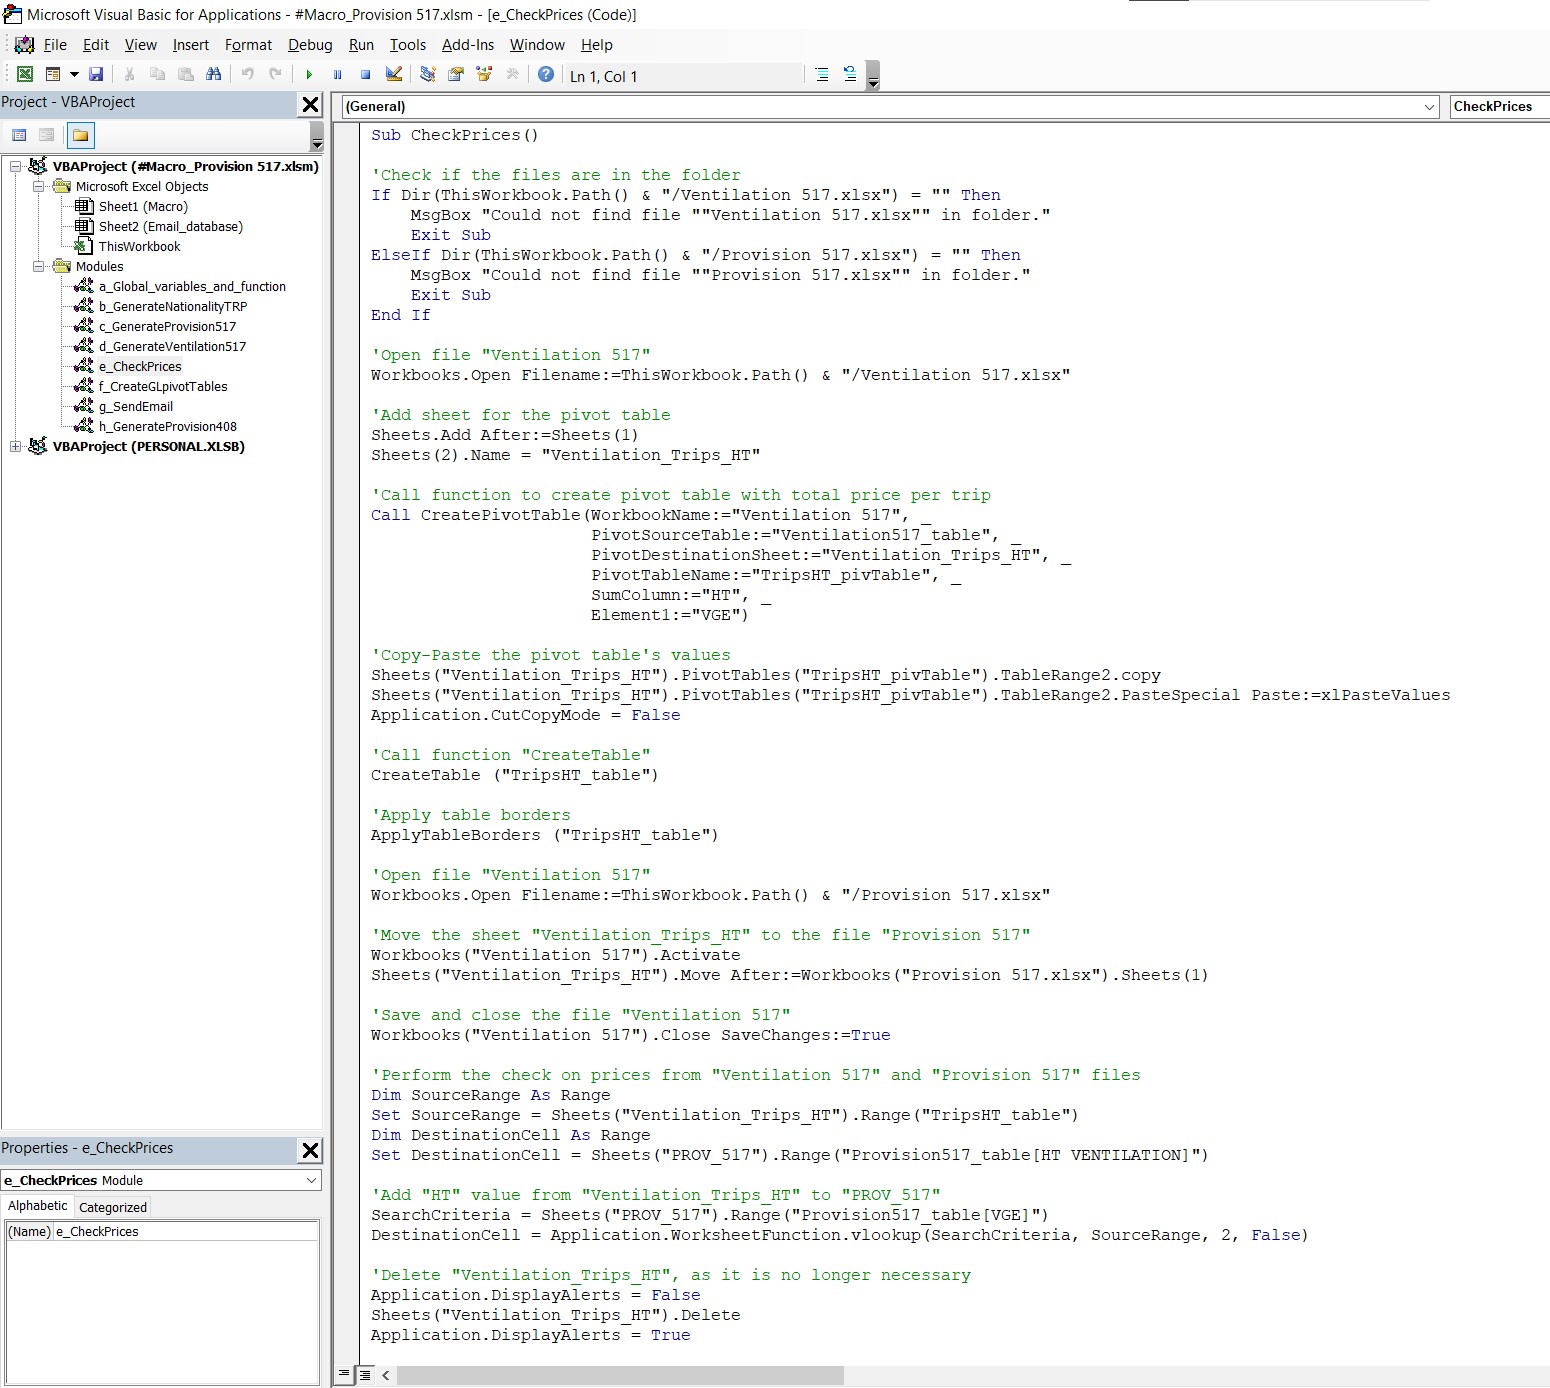 Microsoft Visual Basic for Applications - #Macro_Provision 517.xlsm - [e_CheckPrices (Code)]
File Edit View Insert Format Debug Run Tools Add-Ins Window Help
Ln 1, Col 1
Project - VBAProject
VBAProject (#Macro_Provision 517.xlsm)
Microsoft Excel Objects
Sheet1 (Macro)
Sheet2 (Email_database)
ThisWorkbook
Modules
a_Global_variables_and_function
b_GenerateNationalityTRP
c_GenerateProvision517
d_GenerateVentilation517
e_CheckPrices
f_CreateGLpivotTables
g_SendEmail
h_GenerateProvision408
VBAProject (PERSONAL.XLSB)
Properties - e_CheckPrices
e_CheckPrices Module
Alphabetic Categorized
(Name) e_CheckPrices
(General) CheckPrices
Sub CheckPrices()
'Check if the files are in the folder
If Dir(ThisWorkbook.Path() & "/Ventilation 517.xlsx") = "" Then
MsgBox "Could not find file ""Ventilation 517.xlsx"" in folder."
Exit Sub
ElseIf Dir(ThisWorkbook.Path() & "/Provision 517.xlsx") = "" Then
MsgBox "Could not find file ""Provision 517.xlsx"" in folder."
Exit Sub
End If
'Open file "Ventilation 517"
Workbooks.Open Filename:=ThisWorkbook.Path() & "/Ventilation 517.xlsx"
'Add sheet for the pivot table
Sheets.Add After:=Sheets(1)
Sheets(2).Name = "Ventilation_Trips_HT"
'Call function to create pivot table with total price per trip
Call CreatePivotTable(WorkbookName:="Ventilation 517", _
PivotSourceTable:="Ventilation517_table", _
PivotDestinationSheet:="Ventilation_Trips_HT", _
PivotTableName:="TripsHT_pivTable", _
SumColumn:="HT", _
Element1:="VGE")
'Copy-Paste the pivot table's values
Sheets("Ventilation_Trips_HT").PivotTables("TripsHT_pivTable").TableRange2.copy
Sheets("Ventilation_Trips_HT").PivotTables("TripsHT_pivTable").TableRange2.PasteSpecial Paste:=xlPasteValues
Application.CutCopyMode = False
'Call function "CreateTable"
CreateTable ("TripsHT_table")
'Apply table borders
ApplyTableBorders ("TripsHT_table")
'Open file "Ventilation 517"
Workbooks.Open Filename:=ThisWorkbook.Path() & "/Provision 517.xlsx"
'Move the sheet "Ventilation_Trips_HT" to the file "Provision 517"
Workbooks("Ventilation 517").Activate
Sheets("Ventilation_Trips_HT").Move After:=Workbooks("Provision 517.xlsx").Sheets(1)
'Save and close the file "Ventilation 517"
Workbooks("Ventilation 517").Close SaveChanges:=True
'Perform the check on prices from "Ventilation 517" and "Provision 517" files
Dim SourceRange As Range
Set SourceRange = Sheets("Ventilation_Trips_HT").Range("TripsHT_table")
Dim DestinationCell As Range
Set DestinationCell = Sheets("PROV_517").Range("Provision517_table[HT VENTILATION]")
'Add "HT" value from "Ventilation_Trips_HT" to "PROV_517"
SearchCriteria = Sheets("PROV_517").Range("Provision517_table[VGE]")
DestinationCell = Application.WorksheetFunction.vlookup(SearchCriteria, SourceRange, 2, False)
'Delete "Ventilation_Trips_HT", as it is no longer necessary
Application.DisplayAlerts = False
Sheets("Ventilation_Trips_HT").Delete
Application.DisplayAlerts = True